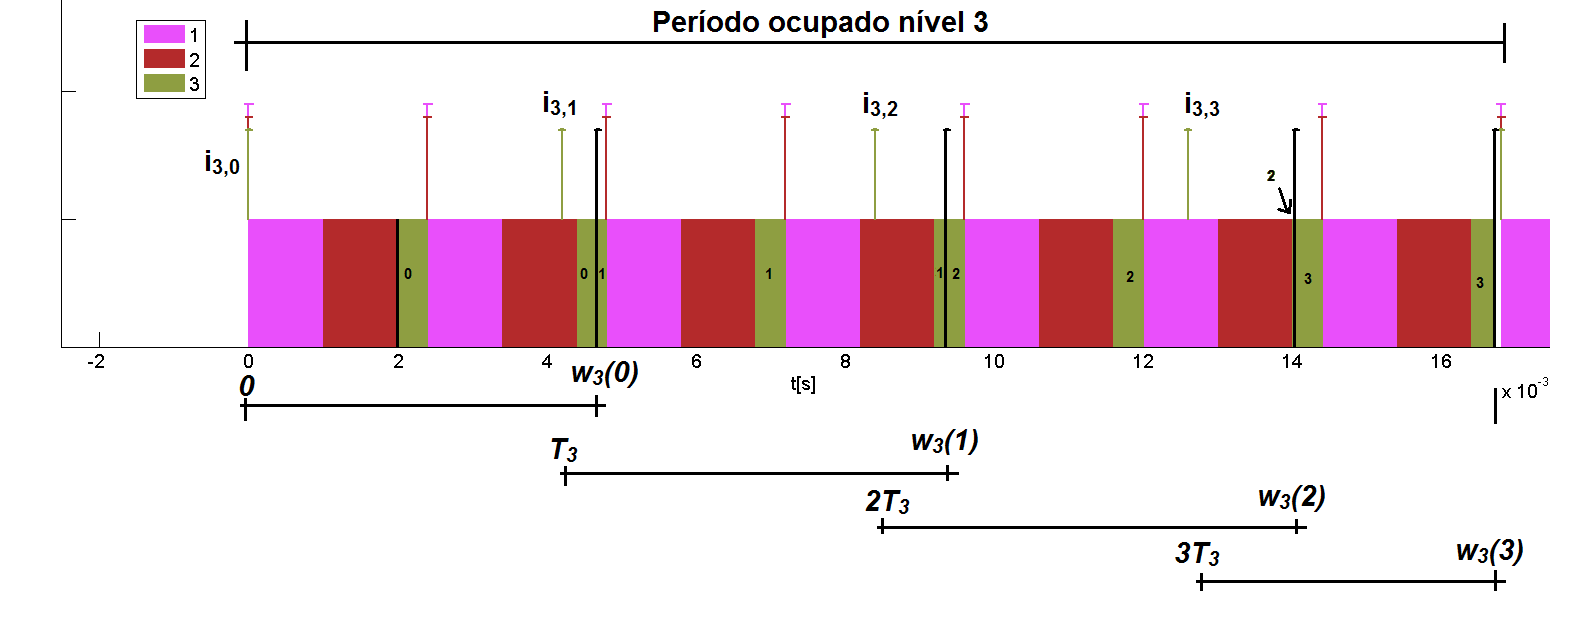 Período ocupado nível 3
1
2
3
i3,0
i3,1
i3,2
i3,3
2
0
0
1
1
1
2
2
3
3
-2
0
2
4
6
8
10
12
14
16
t[s]
x 10-3
0
w3(0)
T3
w3(1)
2T3
w3(2)
3T3
w3(3)